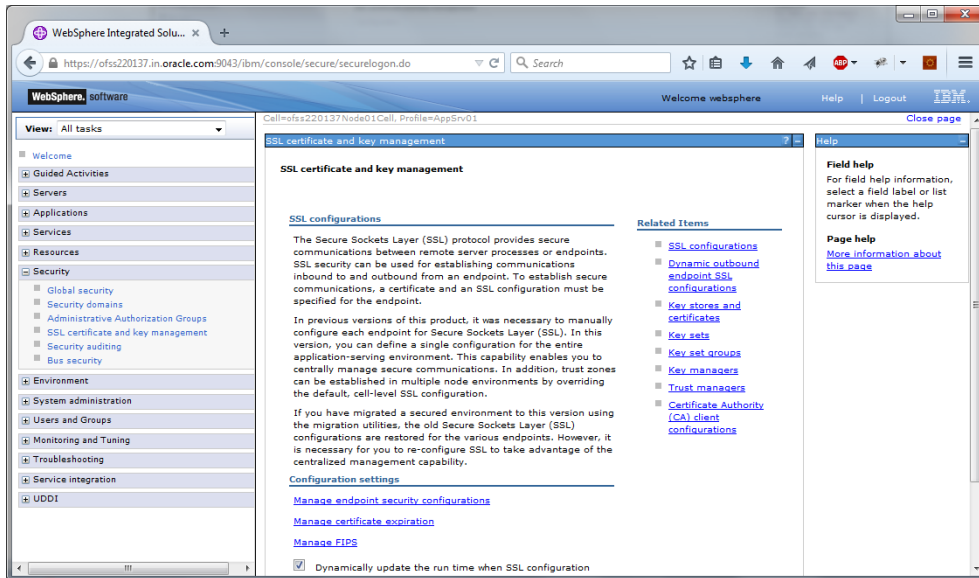 WebSphere Integrated Solu... × +
https://ofss220137.in.oracle.com:9043/ibm/console/secure/securelogon.do
Search
ABP
WebSphere. software
Welcome websphere
Help | Logout
IBM.
View: All tasks
Welcome
Guided Activities
Servers
Applications
Services
Resources
Security
Global security
Security domains
Administrative Authorization Groups
SSL certificate and key management
Security auditing
Bus security
Environment
System administration
Users and Groups
Monitoring and Tuning
Troubleshooting
Service integration
UDDI
Cell=ofss220137Node01Cell, Profile=AppSrv01
Close page
SSL certificate and key management
? -
SSL certificate and key management
SSL configurations
The Secure Sockets Layer (SSL) protocol provides secure
communications between remote server processes or endpoints.
SSL security can be used for establishing communications
inbound to and outbound from an endpoint. To establish secure
communications, a certificate and an SSL configuration must be
specified for the endpoint.
In previous versions of this product, it was necessary to manually
configure each endpoint for Secure Sockets Layer (SSL). In this
version, you can define a single configuration for the entire
application-serving environment. This capability enables you to
centrally manage secure communications. In addition, trust zones
can be established in multiple node environments by overriding
the default, cell-level SSL configuration.
If you have migrated a secured environment to this version using
the migration utilities, the old Secure Sockets Layer (SSL)
configurations are restored for the various endpoints. However, it
is necessary for you to re-configure SSL to take advantage of the
centralized management capability.
Configuration settings
Manage endpoint security configurations
Manage certificate expiration
Manage FIPS
Dynamically update the run time when SSL configuration
Related Items
SSL configurations
Dynamic outbound
endpoint SSL
configurations
Key stores and
certificates
Key sets
Key set groups
Key managers
Trust managers
Certificate Authority
(CA) client
configurations
Help
Field help
For field help information,
select a field label or list
marker when the help
cursor is displayed.
Page help
More information about
this page